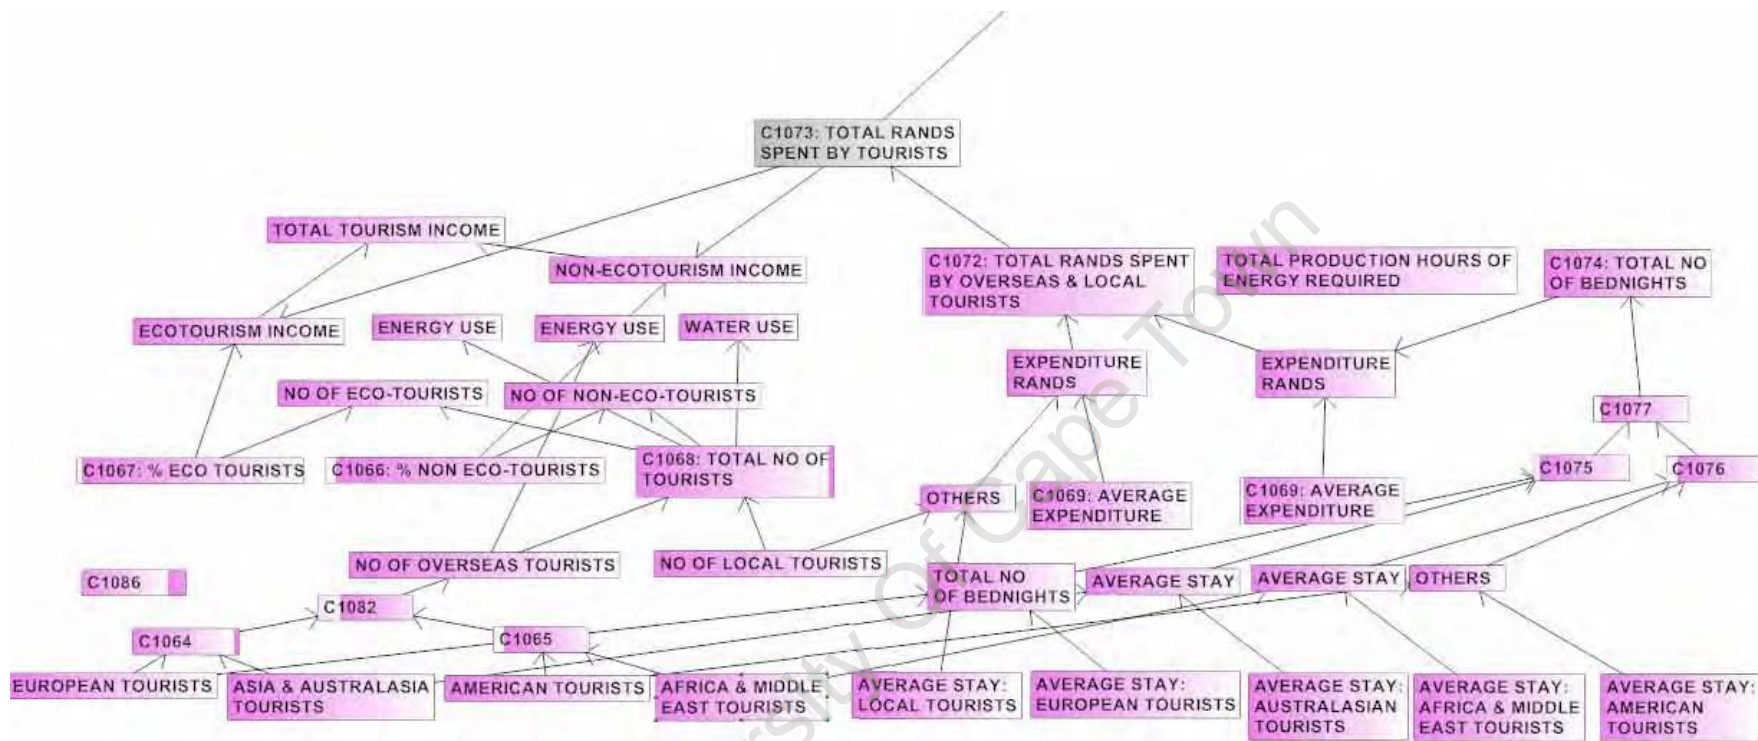 C1073: TOTAL RANDS
SPENT BY TOURISTS
TOTAL TOURISM INCOME
NON-ECOTOURISM INCOME
C1072: TOTAL RANDS SPENT
BY OVERSEAS & LOCAL
TOURISTS
TOTAL PRODUCTION HOURS OF
ENERGY REQUIRED
C1074: TOTAL NO
OF BEDNIGHTS
ECOTOURISM INCOME
ENERGY USE
ENERGY USE
WATER USE
EXPENDITURE
RANDS
EXPENDITURE
RANDS
NO OF ECO-TOURISTS
NO OF NON-ECO-TOURISTS
C1077
C1067: % ECO TOURISTS
C1066: % NON ECO-TOURISTS
C1068: TOTAL NO OF
TOURISTS
OTHERS
C1069: AVERAGE
EXPENDITURE
C1069: AVERAGE
EXPENDITURE
C1075
C1076
NO OF OVERSEAS TOURISTS
NO OF LOCAL TOURISTS
C1086
C1082
TOTAL NO
OF BEDNIGHTS
AVERAGE STAY
AVERAGE STAY
OTHERS
C1064
C1065
EUROPEAN TOURISTS
ASIA & AUSTRALASIA
TOURISTS
AMERICAN TOURISTS
AFRICA & MIDDLE
EAST TOURISTS
AVERAGE STAY:
LOCAL TOURISTS
AVERAGE STAY:
EUROPEAN TOURISTS
AVERAGE STAY:
AUSTRALASIAN
TOURISTS
AVERAGE STAY:
AFRICA & MIDDLE
EAST TOURISTS
AVERAGE STAY:
AMERICAN
TOURISTS
ersity Of Cape Town